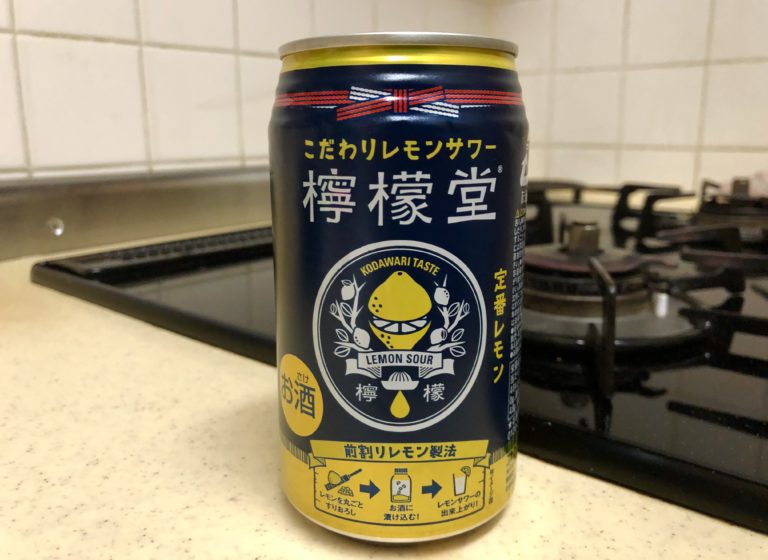 こだわりレモンサワー
檸檬堂®
KODAWARI TASTE
定番レモン
LEMON SOUR
檸檬
さけ
お酒
前割りレモン製法
レモンを丸ごと
すりおろし
お酒に
漬け込む!
レモンサワーの
出来上がり!